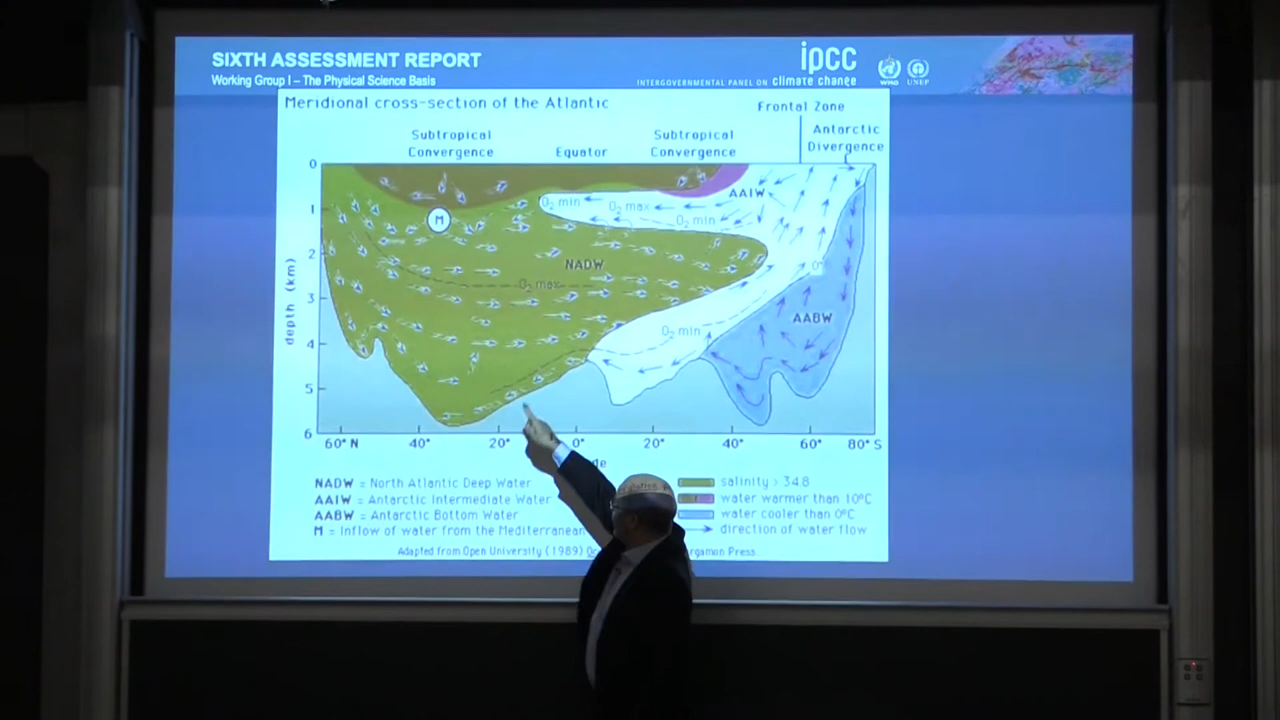 SIXTH ASSESSMENT REPORT
Working Group I – The Physical Science Basis
ipcc
INTERGOVERNMENTAL PANEL ON climate change
WMO
UNEP
Meridional cross-section of the Atlantic
Frontal Zone
Subtropical Convergence
Equator
Subtropical Convergence
Antarctic Divergence
depth (km)
0
1
2
3
4
5
6
M
NADW
O₂ max
O₂ min
O₂ max
O₂ min
AAIW
0°
O₂ min
AABW
60° N
40°
20°
0°
20°
40°
60°
80° S
de
NADW = North Atlantic Deep Water
AAIW = Antarctic Intermediate Water
AABW = Antarctic Bottom Water
M = Inflow of water from the Mediterranean
salinity > 34.8
water warmer than 10°C
water cooler than 0°C
direction of water flow
Adapted from Open University (1989)
Pergamon Press